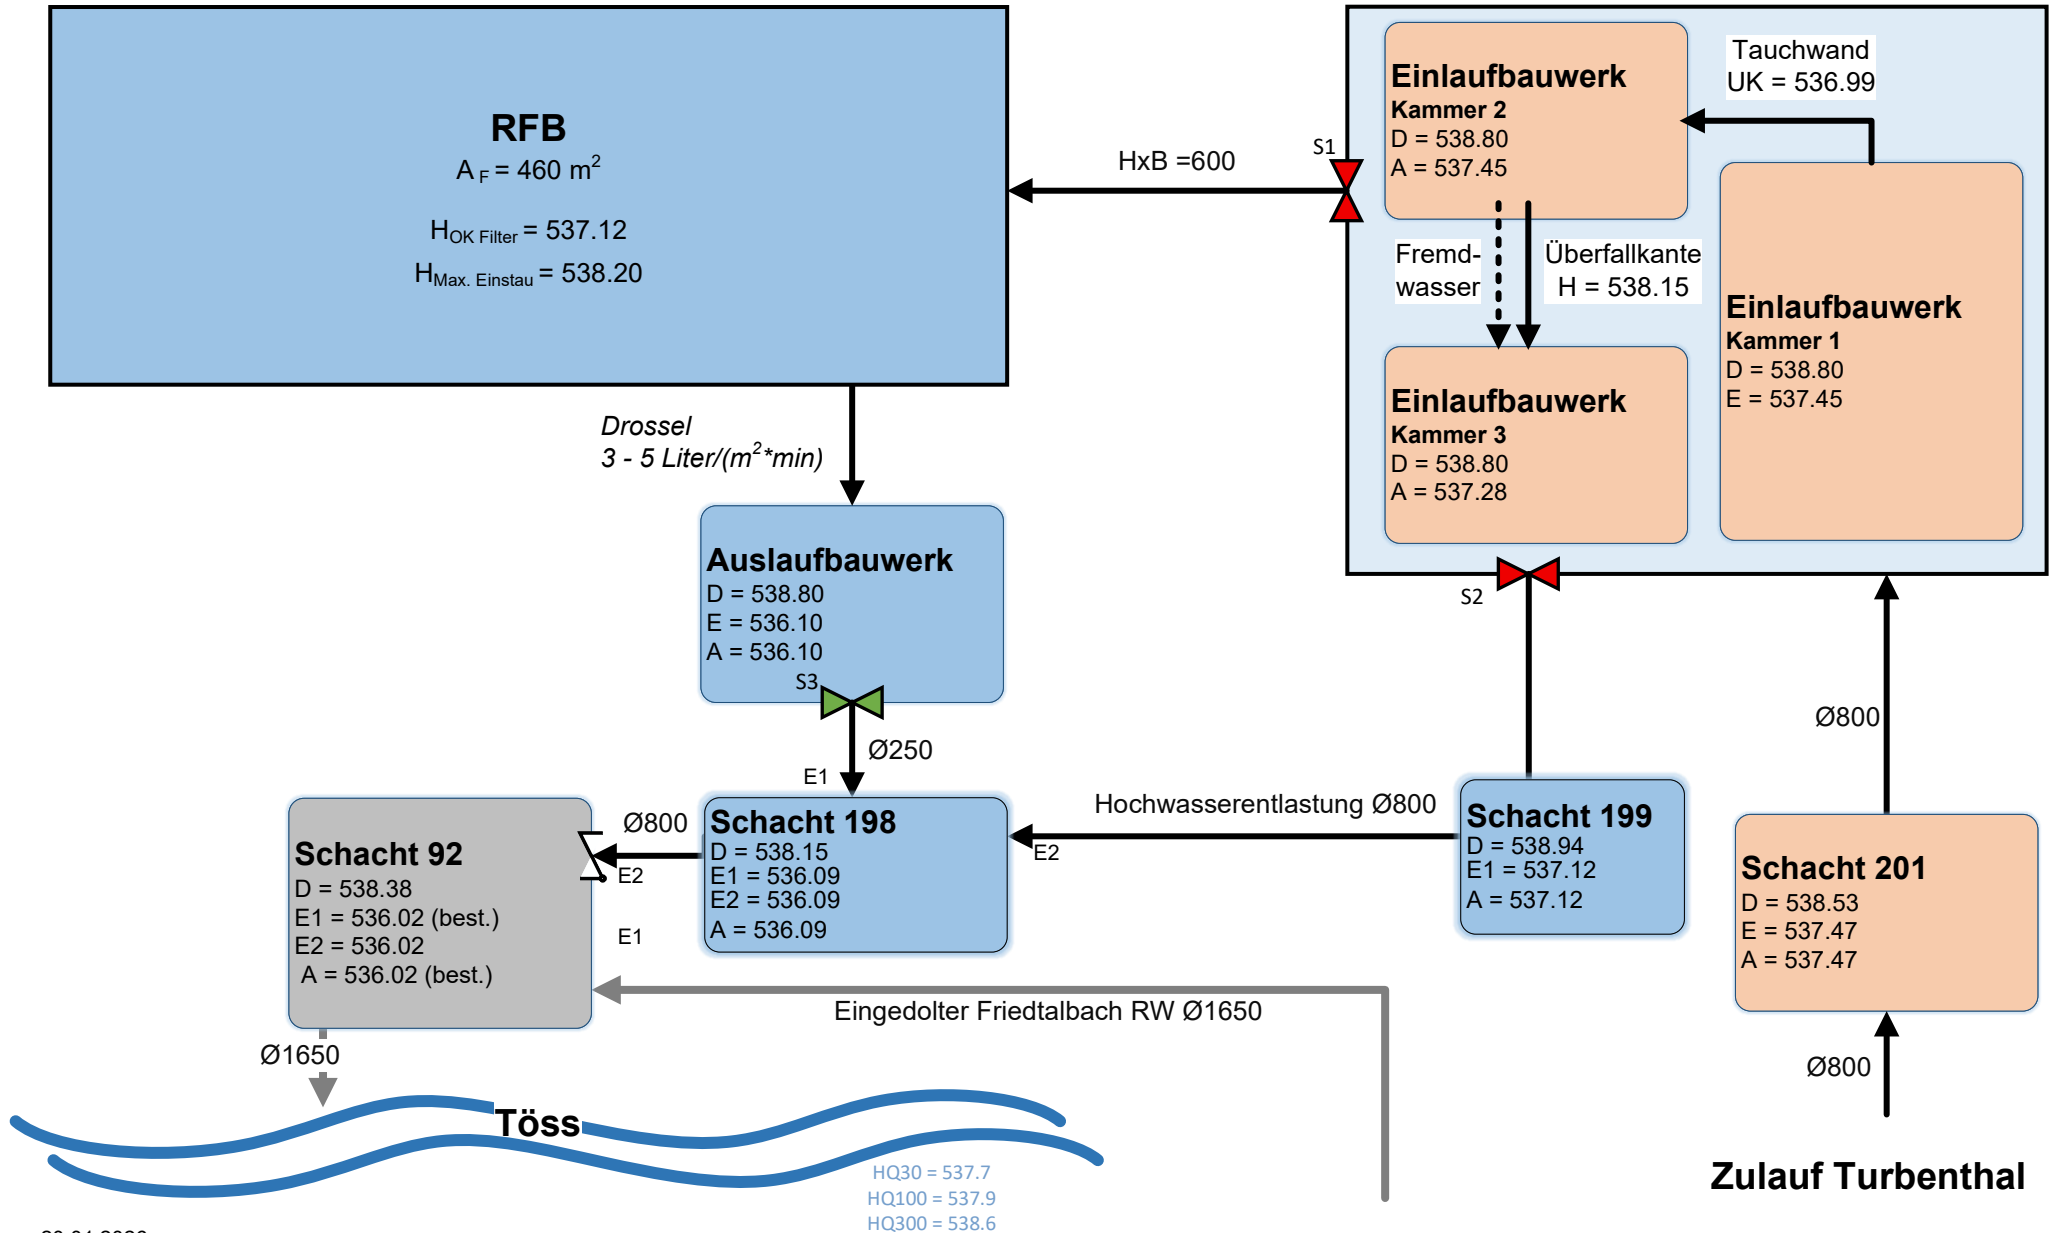 RFB
A F = 460 m2
HOK Filter = 537.12
HMax. Einstau = 538.20
HxB =600
S1
Einlaufbauwerk
Kammer 2
D = 538.80
A = 537.45
Tauchwand
UK = 536.99
Fremd-
wasser
Überfallkante
H = 538.15
Einlaufbauwerk
Kammer 1
D = 538.80
E = 537.45
Einlaufbauwerk
Kammer 3
D = 538.80
A = 537.28
Drossel
3 - 5 Liter/(m2*min)
Auslaufbauwerk
D = 538.80
E = 536.10
A = 536.10
S3
S2
Ø250
E1
Ø800
Schacht 92
D = 538.38
E1 = 536.02 (best.)
E2 = 536.02
A = 536.02 (best.)
Ø800
E2
E1
Schacht 198
D = 538.15
E1 = 536.09
E2 = 536.09
A = 536.09
Hochwasserentlastung Ø800
E2
Schacht 199
D = 538.94
E1 = 537.12
A = 537.12
Schacht 201
D = 538.53
E = 537.47
A = 537.47
Eingedolter Friedtalbach RW Ø1650
Ø1650
Ø800
Töss
HQ30 = 537.7
HQ100 = 537.9
HQ300 = 538.6
Zulauf Turbenthal